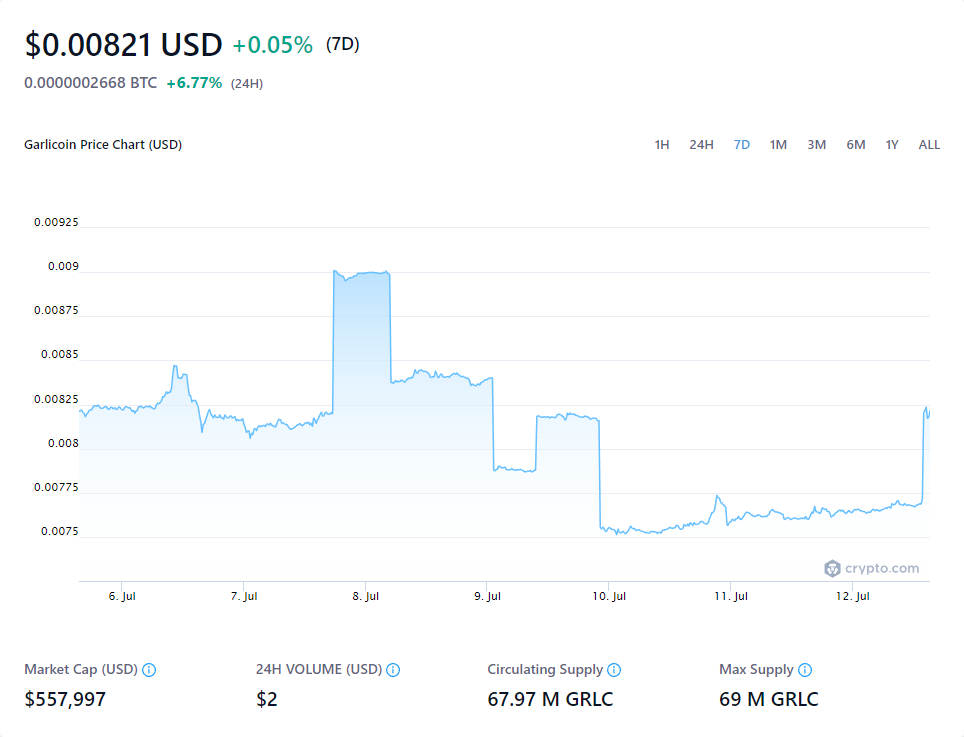 $0.00821 USD +0.05% (7D)
0.0000002668 BTC +6.77% (24H)
Garlicoin Price Chart (USD) 1H 24H 7D 1M 3M 6M 1Y ALL
0.00925
0.009
0.00875
0.0085
0.00825
0.008
0.00775
0.0075
crypto.com
6. Jul 7. Jul 8. Jul 9. Jul 10. Jul 11. Jul 12. Jul
Market Cap (USD) 24H VOLUME (USD) Circulating Supply Max Supply
$557,997 $2 67.97 M GRLC 69 M GRLC